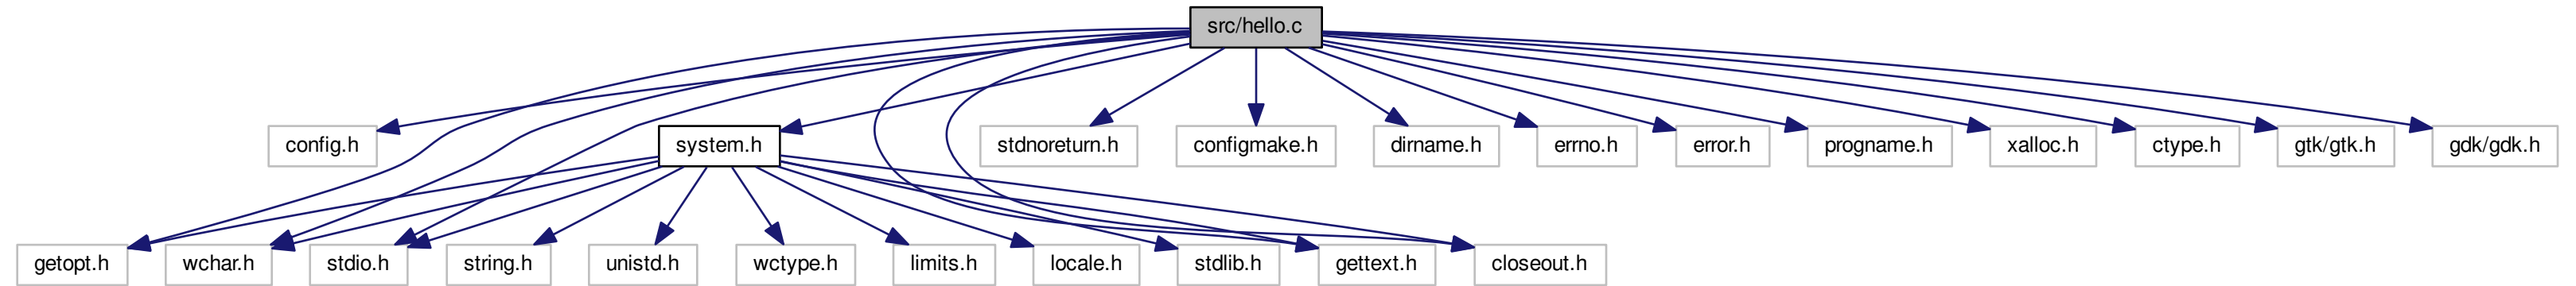 src/hello.c
config.h
system.h
stdnoreturn.h
configmake.h
dirname.h
errno.h
error.h
progname.h
xalloc.h
ctype.h
gtk/gtk.h
gdk/gdk.h
getopt.h
wchar.h
stdio.h
string.h
unistd.h
wctype.h
limits.h
locale.h
stdlib.h
gettext.h
closeout.h